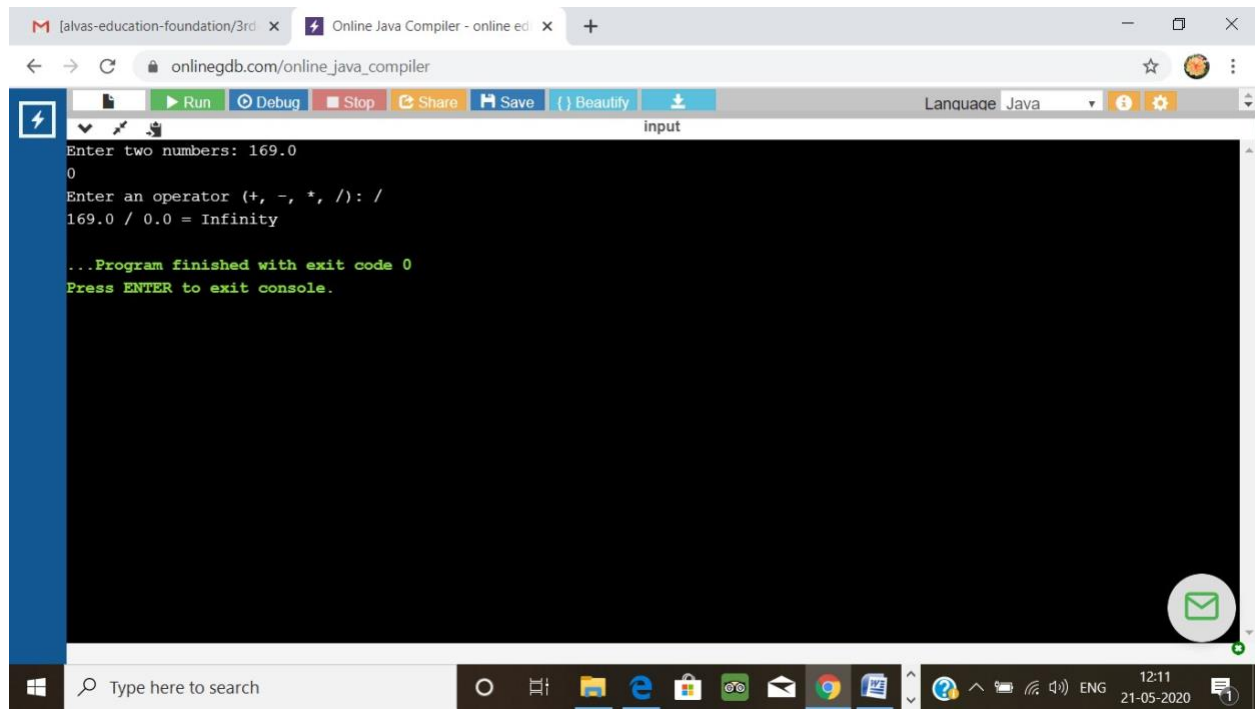 [alvas-education-foundation/3rd
Online Java Compiler - online ed
onlinegdb.com/online_java_compiler
Run Debug Stop Share Save {} Beautify Language Java
input
Enter two numbers: 169.0
0
Enter an operator (+, -, *, /): /
169.0 / 0.0 = Infinity
...Program finished with exit code 0
Press ENTER to exit console.
Type here to search
ENG
12:11
21-05-2020
1